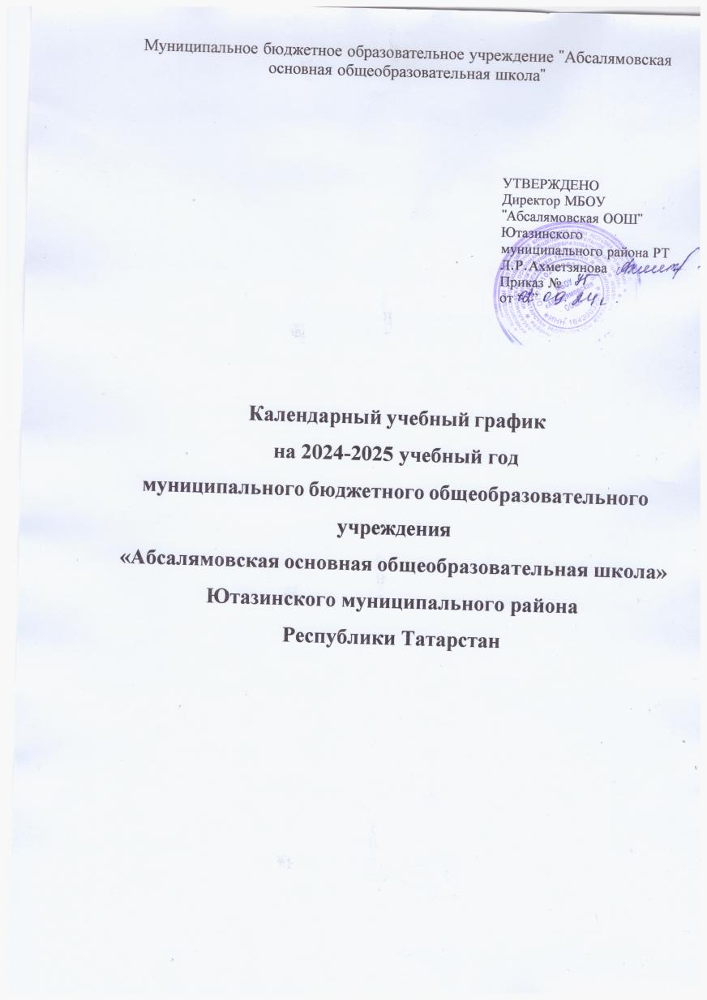 Муниципальное бюджетное образовательное учреждение "Абсалямовская
основная общеобразовательная школа"
УТВЕРЖДЕНО
Директор МБОУ
"Абсалямовская ООШ"
Ютазинского
муниципального района РТ
Л.Р.Ахметзянова
Приказ №
от 09.24г.
Календарный учебный график
на 2024-2025 учебный год
муниципального бюджетного общеобразовательного
учреждения
«Абсалямовская основная общеобразовательная школа»
Ютазинского муниципального района
Республики Татарстан